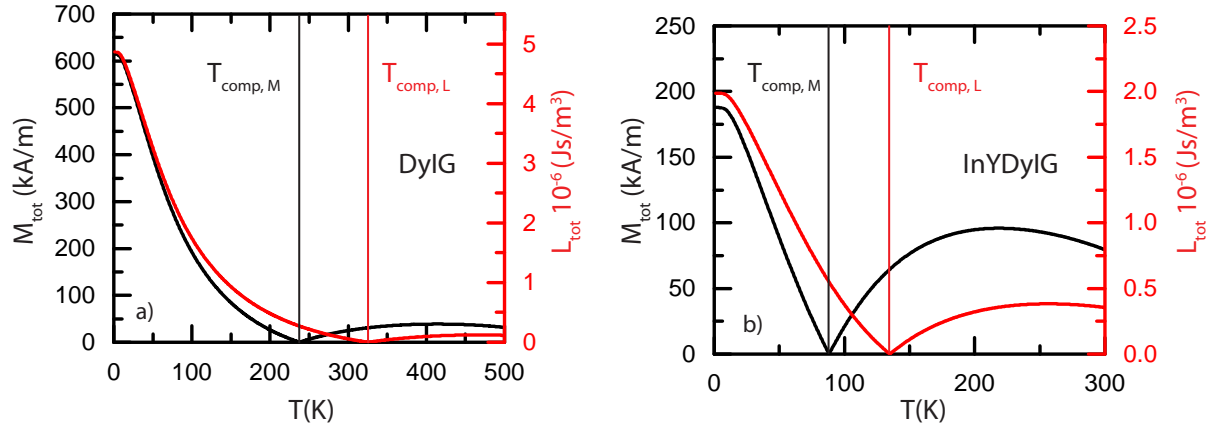 700
600
500
400
300
200
100
0
M_tot (kA/m)
T_comp, M
T_comp, L
DyIG
a)
5
4
3
2
1
0
L_tot 10^-6 (Js/m^3)
0 100 200 300 400 500
T(K)
250
200
150
100
50
0
M_tot (kA/m)
T_comp, M
T_comp, L
InYDyIG
b)
2.5
2.0
1.5
1.0
0.5
0.0
L_tot 10^-6 (Js/m^3)
0 100 200 300
T(K)